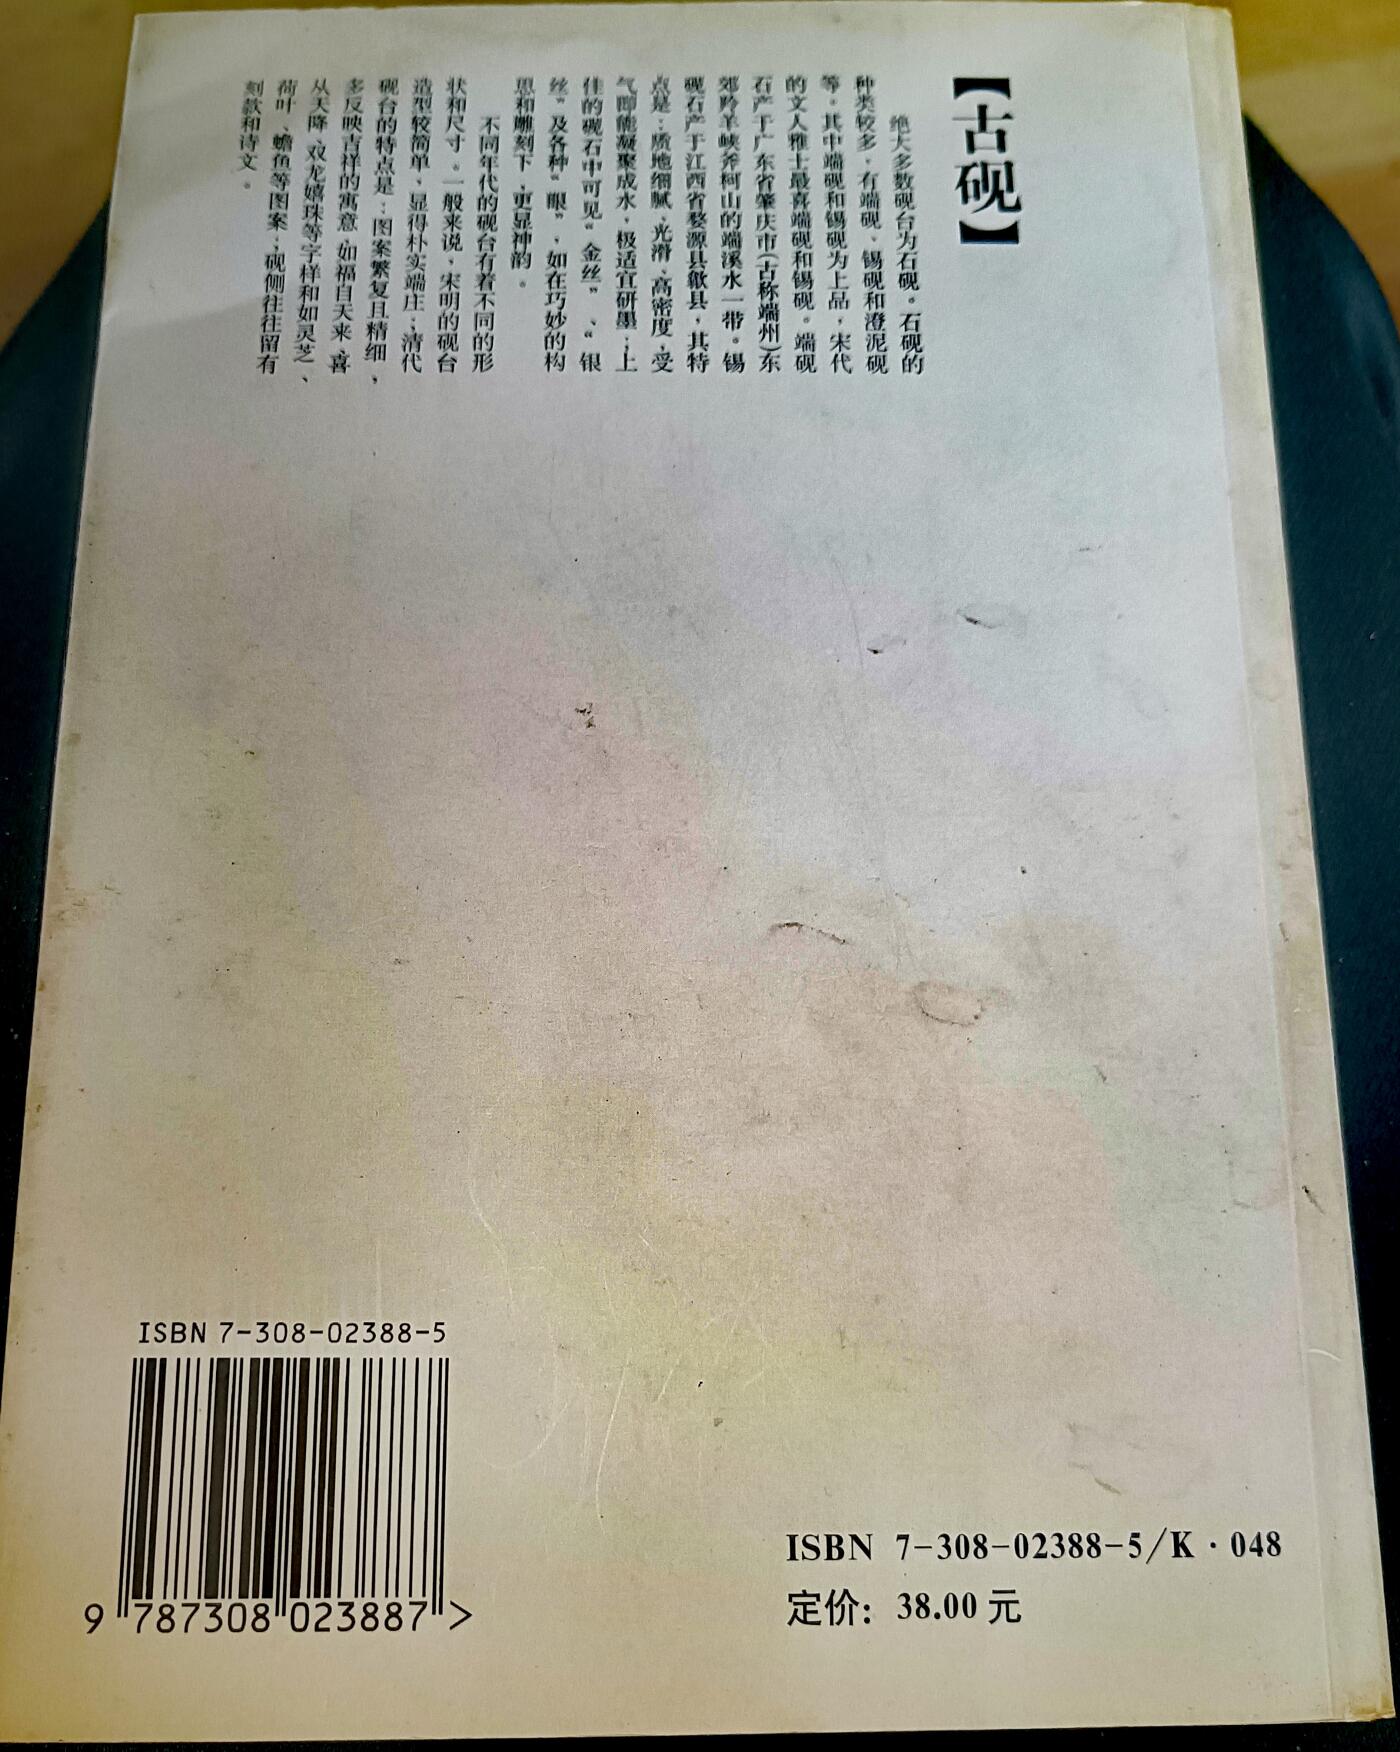 【古砚】
绝大多数砚台为石砚。石砚的
种类较多，有端砚、锡砚和澄泥砚
等。其中端砚和锡砚为上品，宋代
的文人雅士最喜端砚和锡砚。端砚
石产于广东省肇庆市(古称端州)东
郊羚羊峡斧柯山的端溪水一带。锡
砚石产于江西省婺源县歙县，其特
点是：质地细腻、光滑、高密度，受
气即能凝聚成水，极适宜研墨；上
佳的砚石中可见“金丝”、“银
丝”及各种“眼”，如在巧妙的构
思和雕刻下，更显神韵。
不同年代的砚台有着不同的形
状和尺寸。一般来说，宋明的砚台
造型较简单，显得朴实端庄；清代
砚台的特点是：图案繁复且精细，
多反映吉祥的寓意，如福自天来、喜
从天降、双龙嬉珠等字样和如灵芝、
荷叶、蟾鱼等图案，砚侧往往留有
刻款和诗文。
ISBN 7-308-02388-5
9 787308 023887 >
ISBN 7-308-02388-5/K·048
定价: 38.00 元